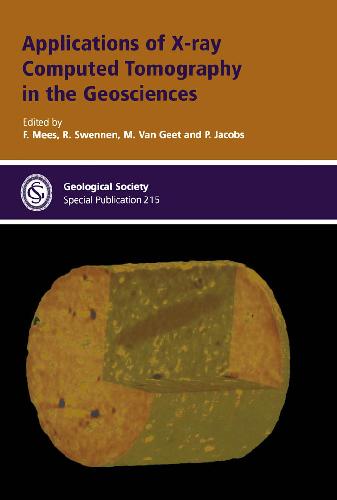 Applications of X-ray
Computed Tomography
in the Geosciences
Edited by
F. Mees, R. Swennen, M. Van Geet and P. Jacobs
Geological Society
Special Publication 215